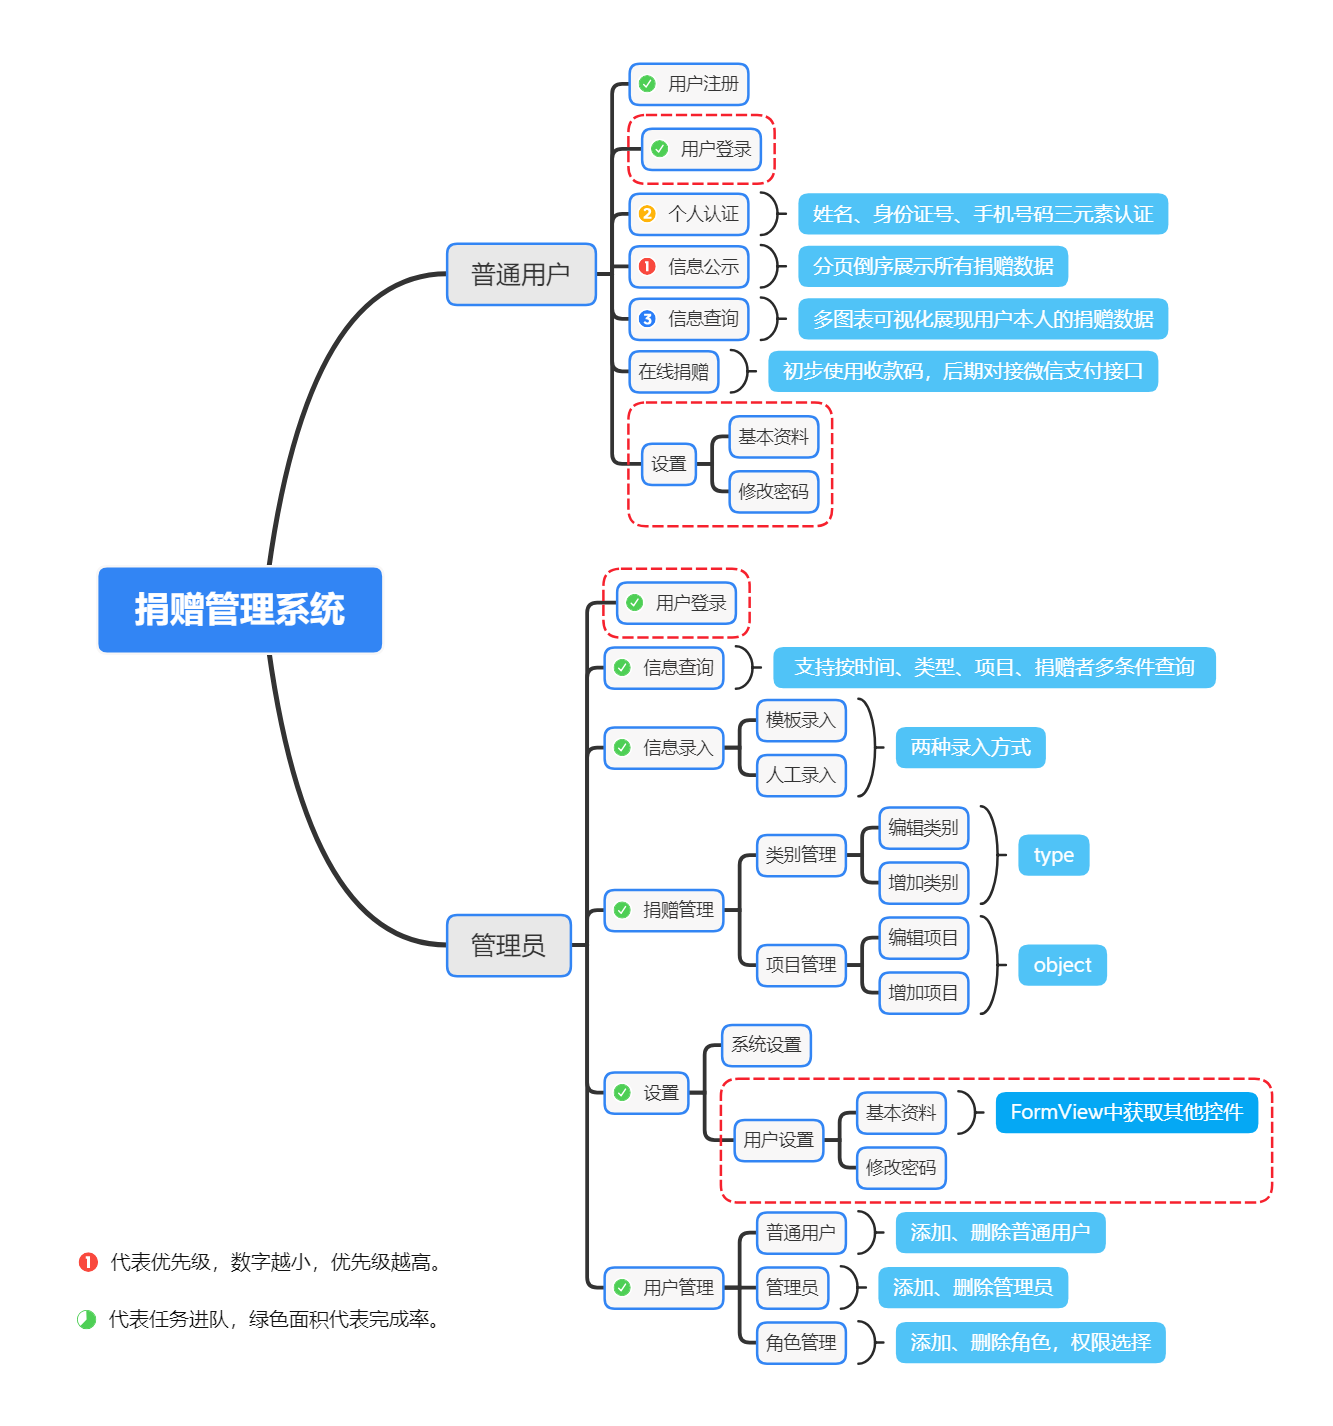 捐赠管理系统
普通用户
用户注册
用户登录
2 个人认证
姓名、身份证号、手机号码三元素认证
1 信息公示
分页倒序展示所有捐赠数据
3 信息查询
多图表可视化展现用户本人的捐赠数据
在线捐赠
初步使用收款码，后期对接微信支付接口
设置
基本资料
修改密码
管理员
用户登录
信息查询
支持按时间、类型、项目、捐赠者多条件查询
信息录入
模板录入
人工录入
两种录入方式
捐赠管理
类别管理
编辑类别
增加类别
type
项目管理
编辑项目
增加项目
object
设置
系统设置
用户设置
基本资料
FormView中获取其他控件
修改密码
用户管理
普通用户
添加、删除普通用户
管理员
添加、删除管理员
角色管理
添加、删除角色，权限选择
1 代表优先级，数字越小，优先级越高。
代表任务进队，绿色面积代表完成率。